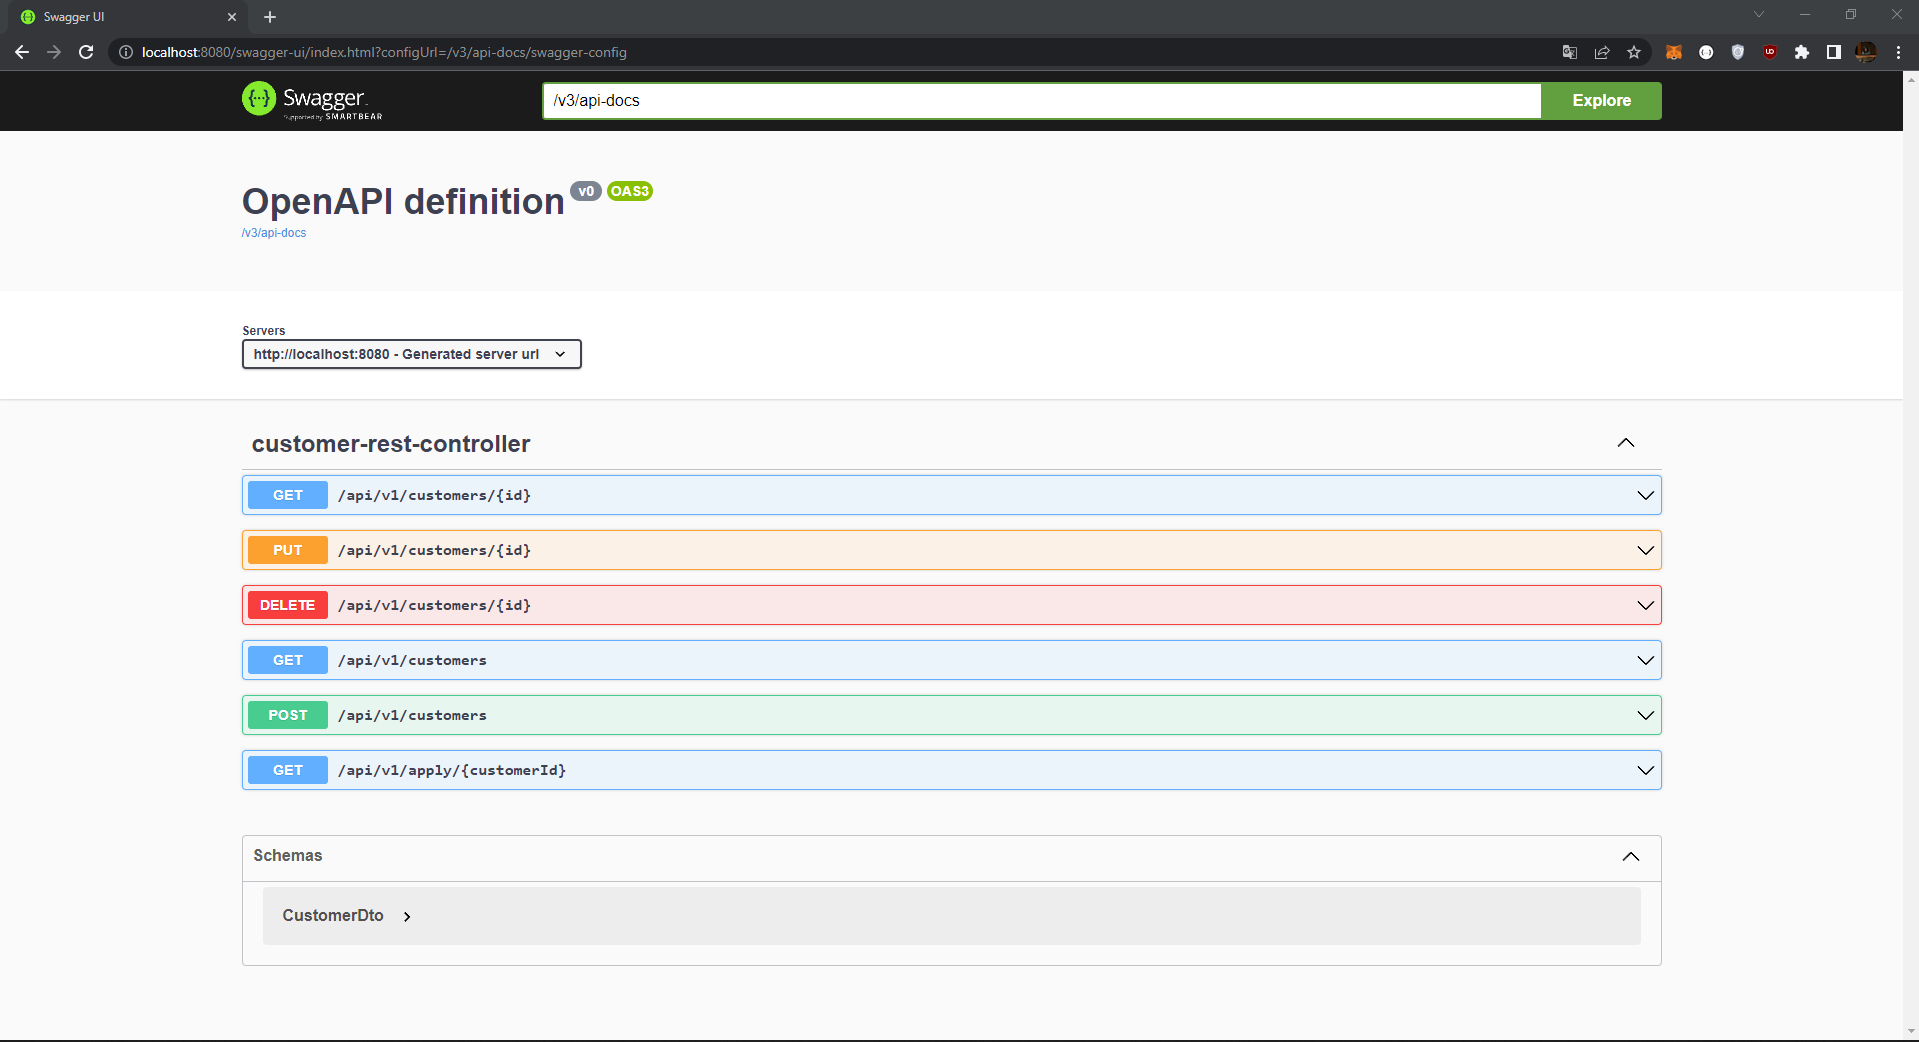 Swagger UI
localhost:8080/swagger-ui/index.html?configUrl=/v3/api-docs/swagger-config
Swagger
Supported by SMARTBEAR
/v3/api-docs
Explore
OpenAPI definition v0 OAS3
/v3/api-docs
Servers
http://localhost:8080 - Generated server url
customer-rest-controller
GET /api/v1/customers/{id}
PUT /api/v1/customers/{id}
DELETE /api/v1/customers/{id}
GET /api/v1/customers
POST /api/v1/customers
GET /api/v1/apply/{customerId}
Schemas
CustomerDto